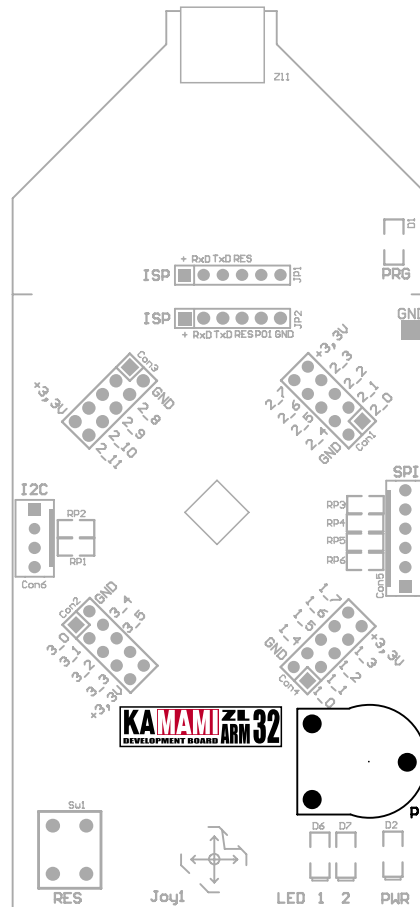 Z11
D1
PRG
+ RxD TxD RES
ISP
JP1
ISP
JP2
+ RxD TxD RES P01 GND
GND
Con3
+3,3V
GND
2_8
2_9
2_10
2_11
+3,3V
2_3
2_2
2_1
2_0
2_7
2_6
2_5
2_4
GND
Con1
I2C
RP2
RP1
Con6
SPI
RP3
RP4
RP5
RP6
Con5
Con2
GND
3_4
3_5
3_0
3_1
3_2
3_3
+3,3V
1_7
1_6
1_5
1_4
GND
+3,3V
1_3
1_2
1_1
1_0
Con4
KAMAMI ZL ARM 32
DEVELOPMENT BOARD
P
Sw1
RES
Joy1
D6 D7 D2
LED 1 2 PWR